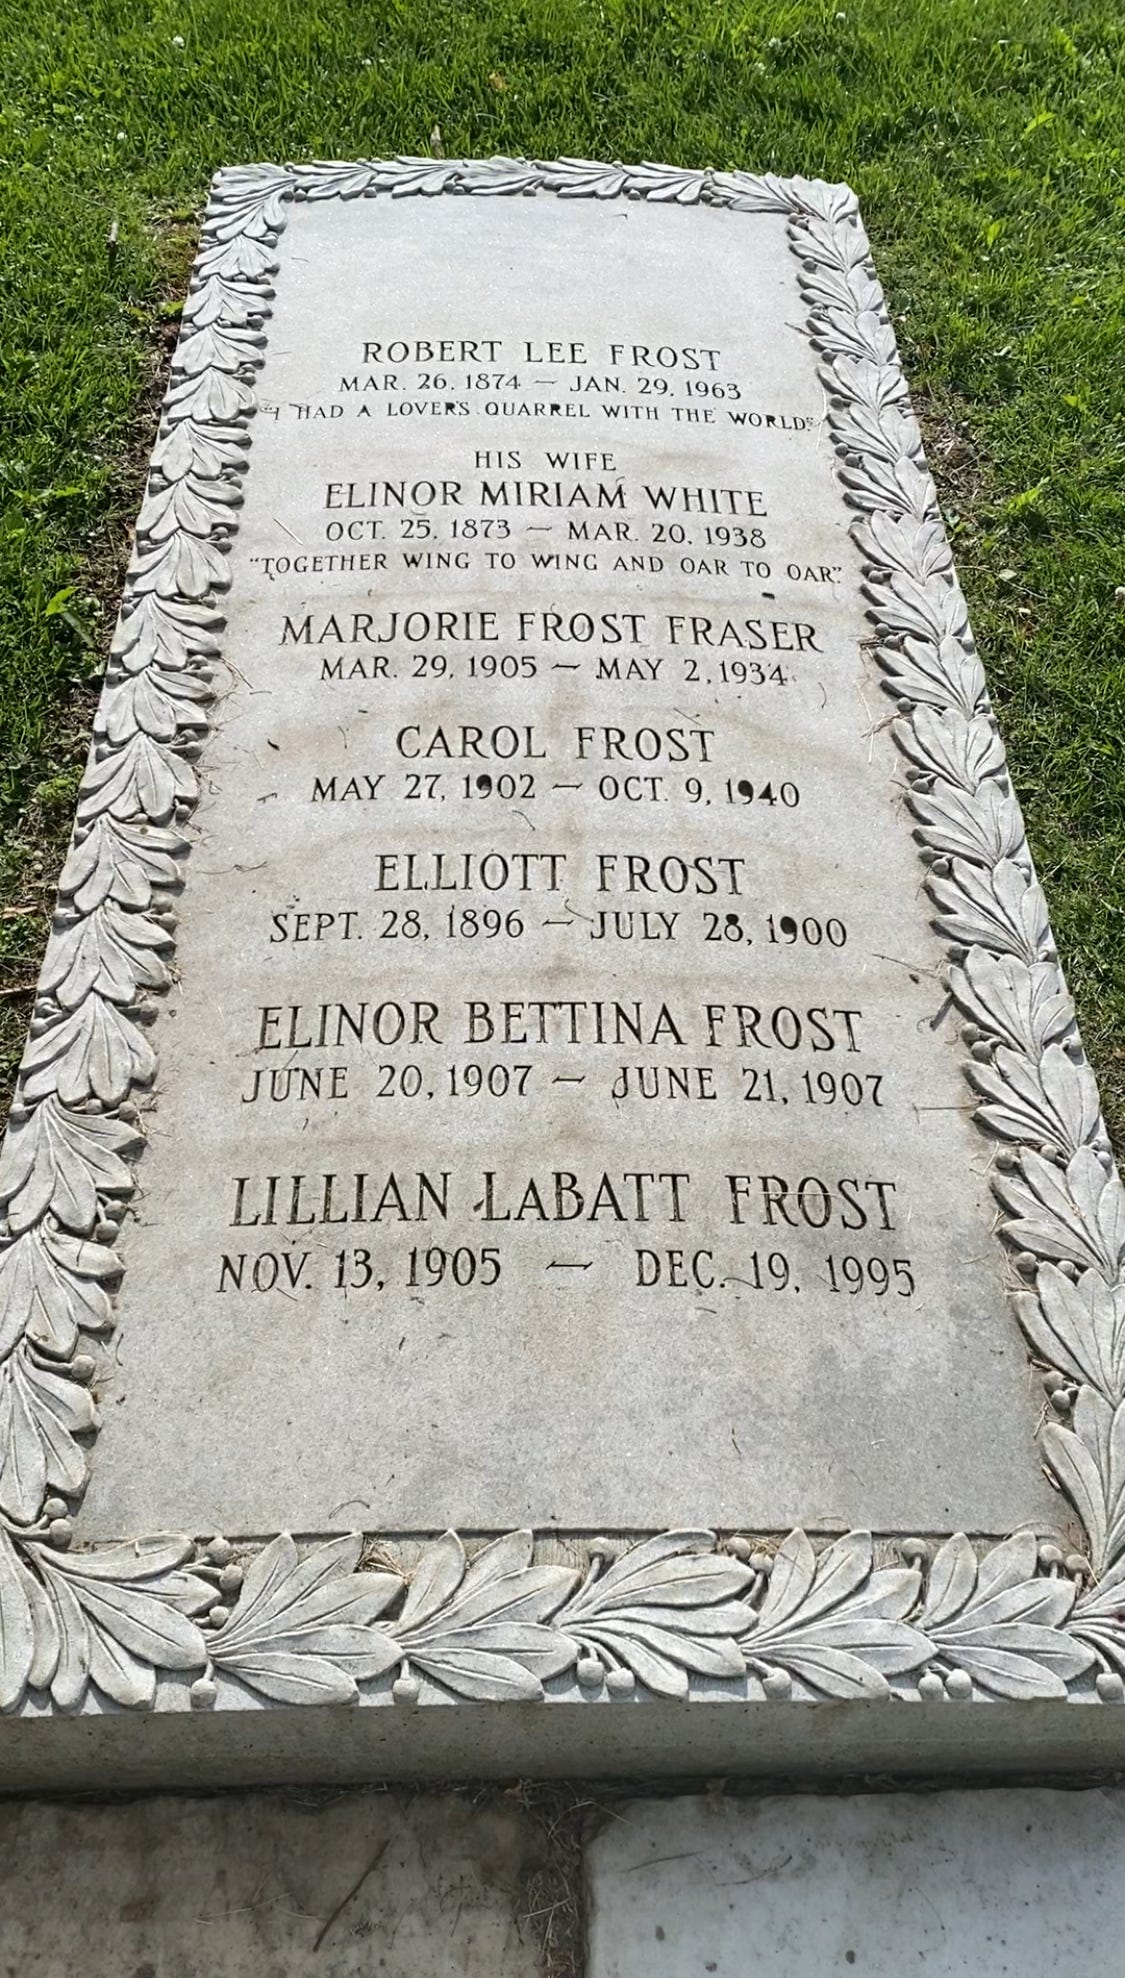 ROBERT LEE FROST
MAR. 26, 1874 — JAN. 29, 1963
"I HAD A LOVER'S QUARREL WITH THE WORLD."
HIS WIFE
ELINOR MIRIAM WHITE
OCT. 25, 1873 — MAR. 20, 1938
"TOGETHER WING TO WING AND OAR TO OAR."
MARJORIE FROST FRASER
MAR. 29, 1905 — MAY 2, 1934
CAROL FROST
MAY 27, 1902 — OCT. 9, 1940
ELLIOTT FROST
SEPT. 28, 1896 — JULY 28, 1900
ELINOR BETTINA FROST
JUNE 20, 1907 — JUNE 21, 1907
LILLIAN LABATT FROST
NOV. 13, 1905 — DEC. 19, 1995